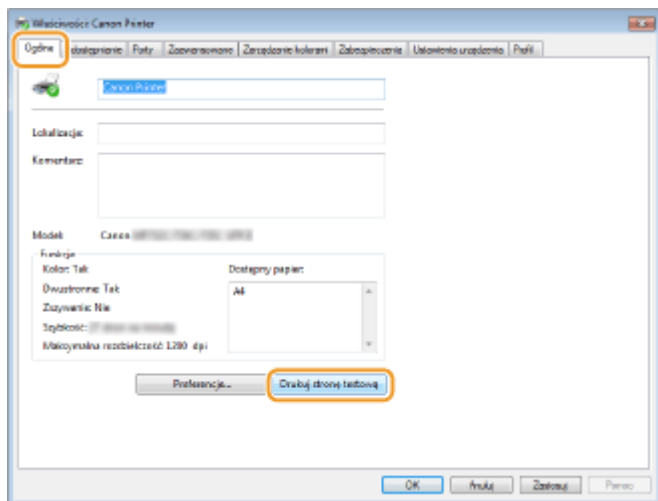 Właściwości: Canon Printer
Ogólne Udostępnianie Porty Zaawansowane Zarządzanie kolorami Zabezpieczenia Ustawienia urządzenia Profil
Canon Printer
Lokalizacja:
Komentarz:
Model: Canon
Funkcje
Kolor: Tak
Dostępny papier:
Dwustronne: Tak
A4
Zszywanie: Nie
Szybkość:
Maksymalna rozdzielczość: 1200 dpi
Preferencje... Drukuj stronę testową
OK Anuluj Zastosuj Pomoc